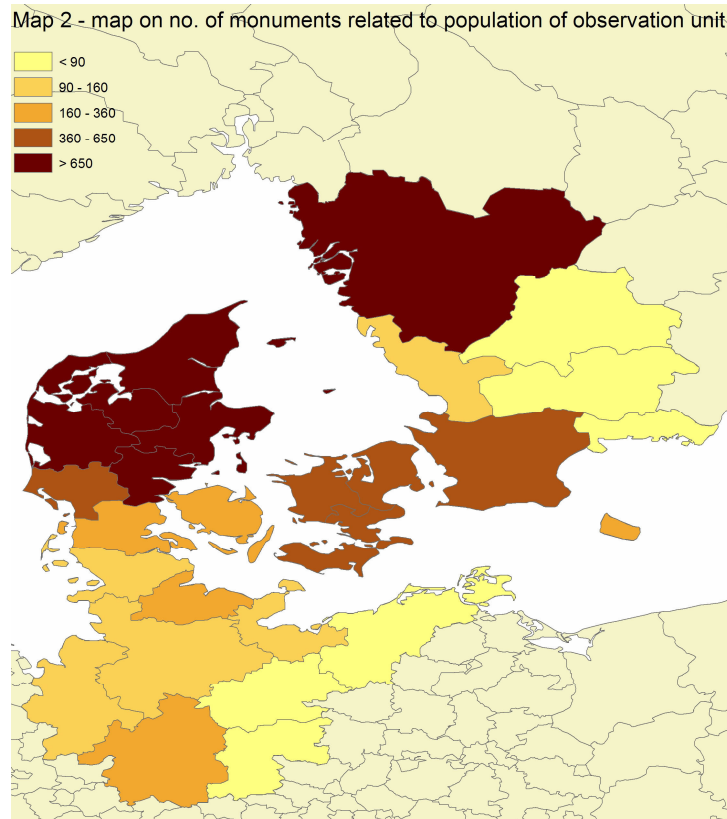 Map 2 - map on no. of monuments related to population of observation unit
< 90
90 - 160
160 - 360
360 - 650
> 650